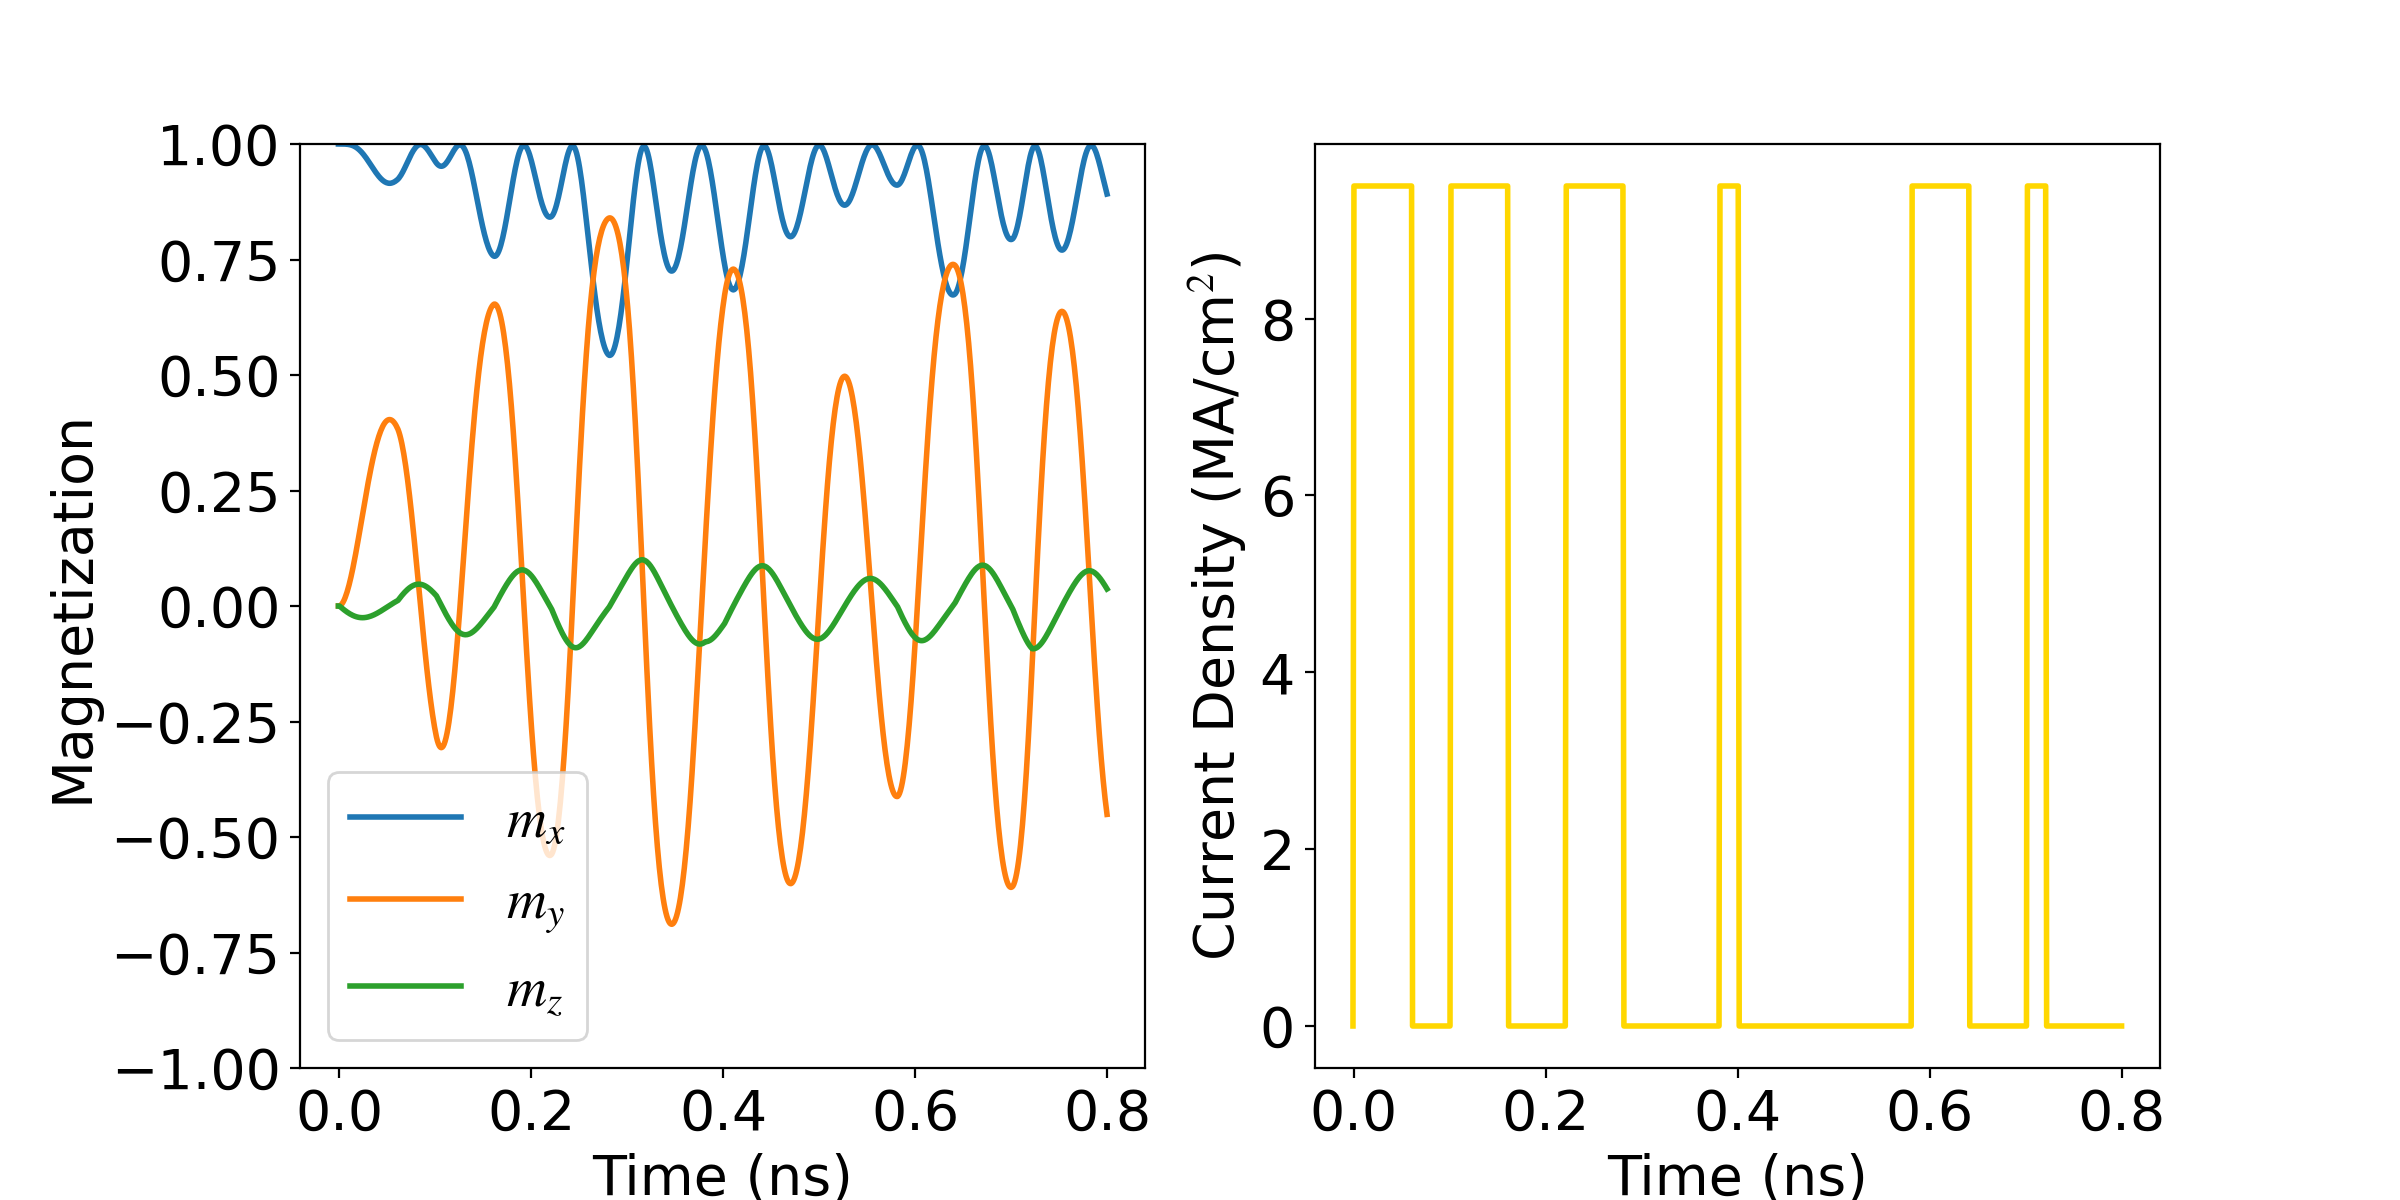 Magnetization
1.00
0.75
0.50
0.25
0.00
−0.25
−0.50
−0.75
−1.00
0.0 0.2 0.4 0.6 0.8
Time (ns)
m_x
m_y
m_z
Current Density (MA/cm²)
8
6
4
2
0
0.0 0.2 0.4 0.6 0.8
Time (ns)